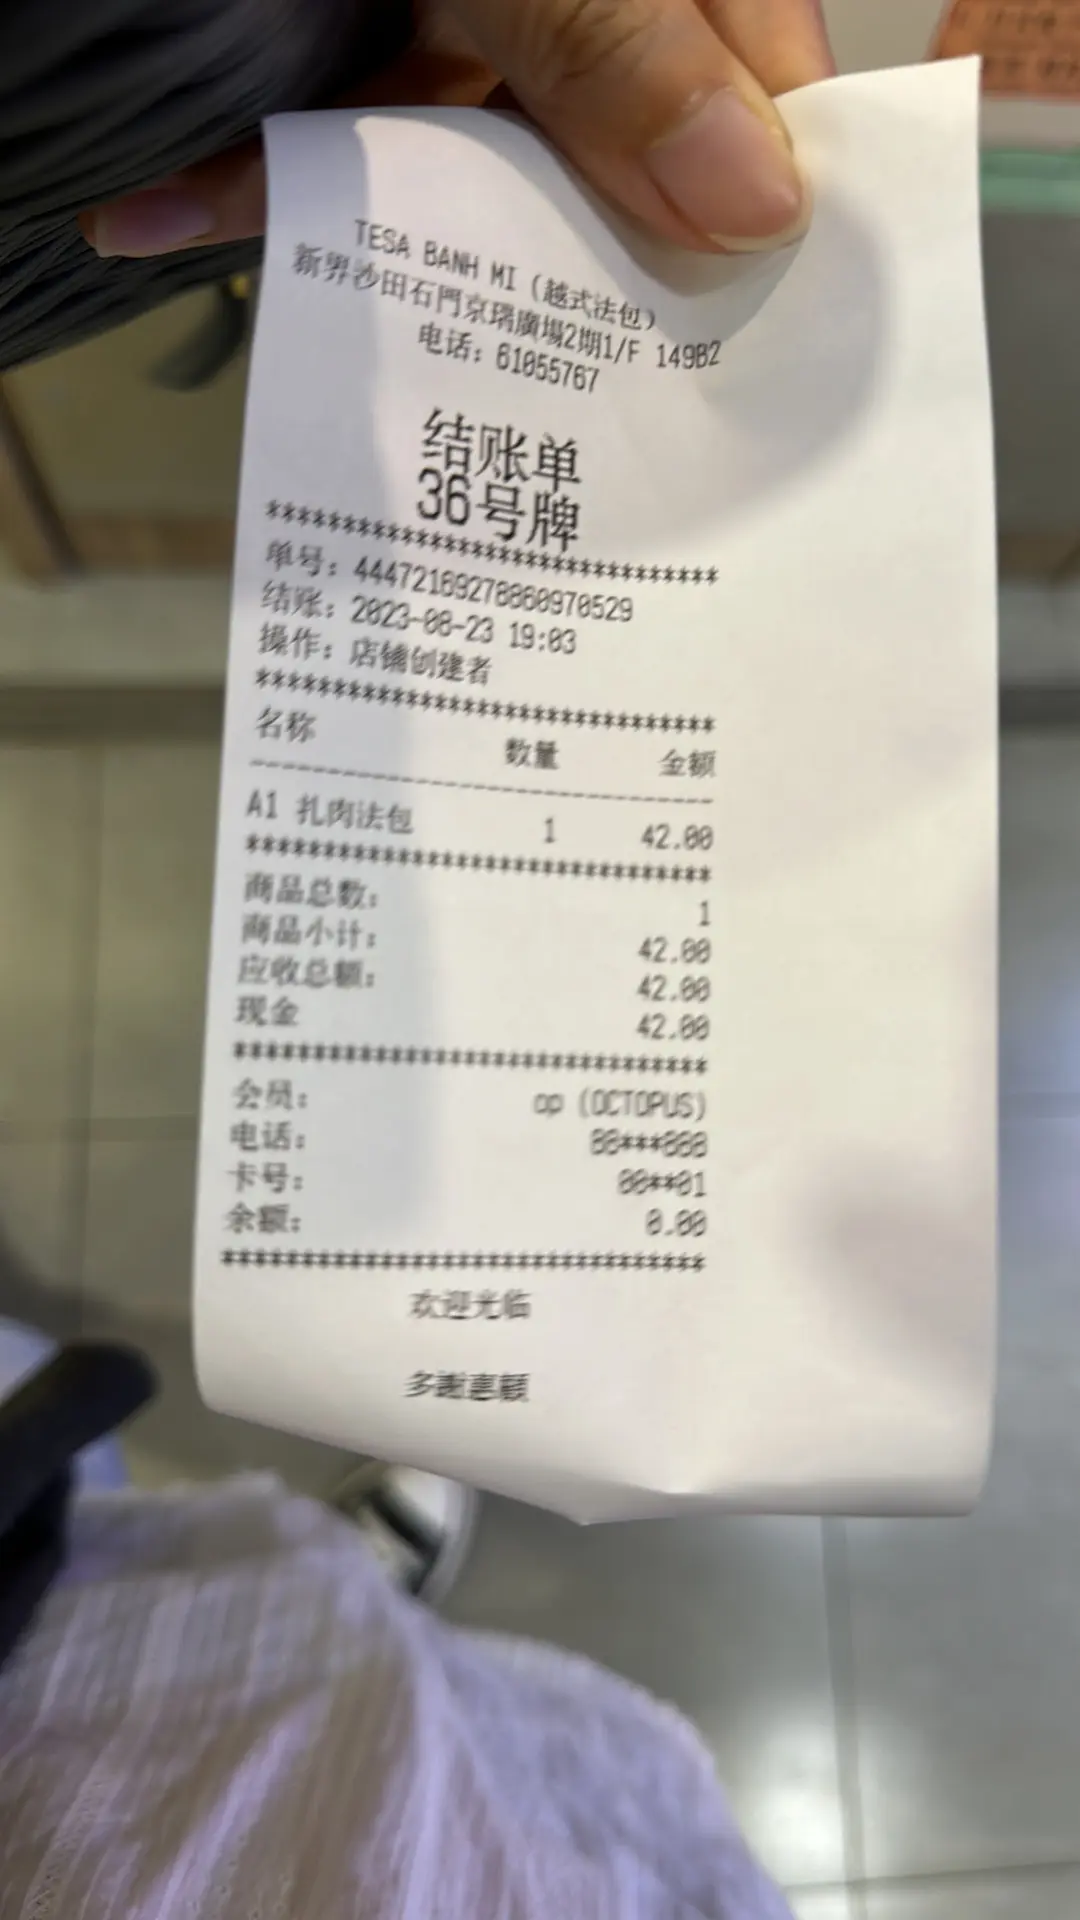 TESA BANH MI (越式法包)
新界沙田石門京瑞廣場2期1/F 149B2
电话: 61055767
结账单
36号牌
********************************
单号: 44472169278860970529
结账: 2023-08-23 19:03
操作: 店铺创建者
********************************
名称 数量 金额
--------------------------------
A1 扎肉法包 1 42.00
********************************
商品总数: 1
商品小计: 42.00
应收总额: 42.00
现金 42.00
********************************
会员: op (OCTOPUS)
电话: 00***000
卡号: 00**01
余额: 0.00
********************************
欢迎光临
多謝惠顧